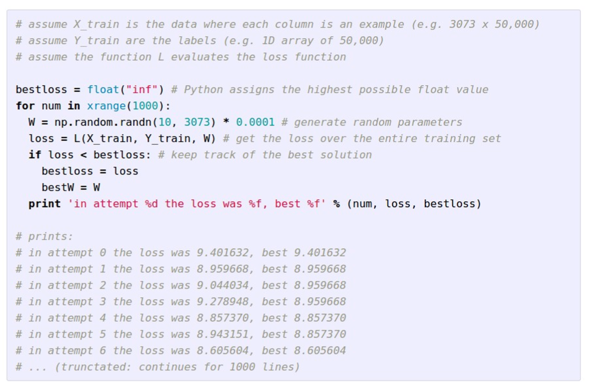 # assume X_train is the data where each column is an example (e.g. 3073 x 50,000)
# assume Y_train are the labels (e.g. 1D array of 50,000)
# assume the function L evaluates the loss function

bestloss = float("inf") # Python assigns the highest possible float value
for num in xrange(1000):
  W = np.random.randn(10, 3073) * 0.0001 # generate random parameters
  loss = L(X_train, Y_train, W) # get the loss over the entire training set
  if loss < bestloss: # keep track of the best solution
    bestloss = loss
    bestW = W
  print 'in attempt %d the loss was %f, best %f' % (num, loss, bestloss)

# prints:
# in attempt 0 the loss was 9.401632, best 9.401632
# in attempt 1 the loss was 8.959668, best 8.959668
# in attempt 2 the loss was 9.044034, best 8.959668
# in attempt 3 the loss was 9.278948, best 8.959668
# in attempt 4 the loss was 8.857370, best 8.857370
# in attempt 5 the loss was 8.943151, best 8.857370
# in attempt 6 the loss was 8.605604, best 8.605604
# ... (trunctated: continues for 1000 lines)